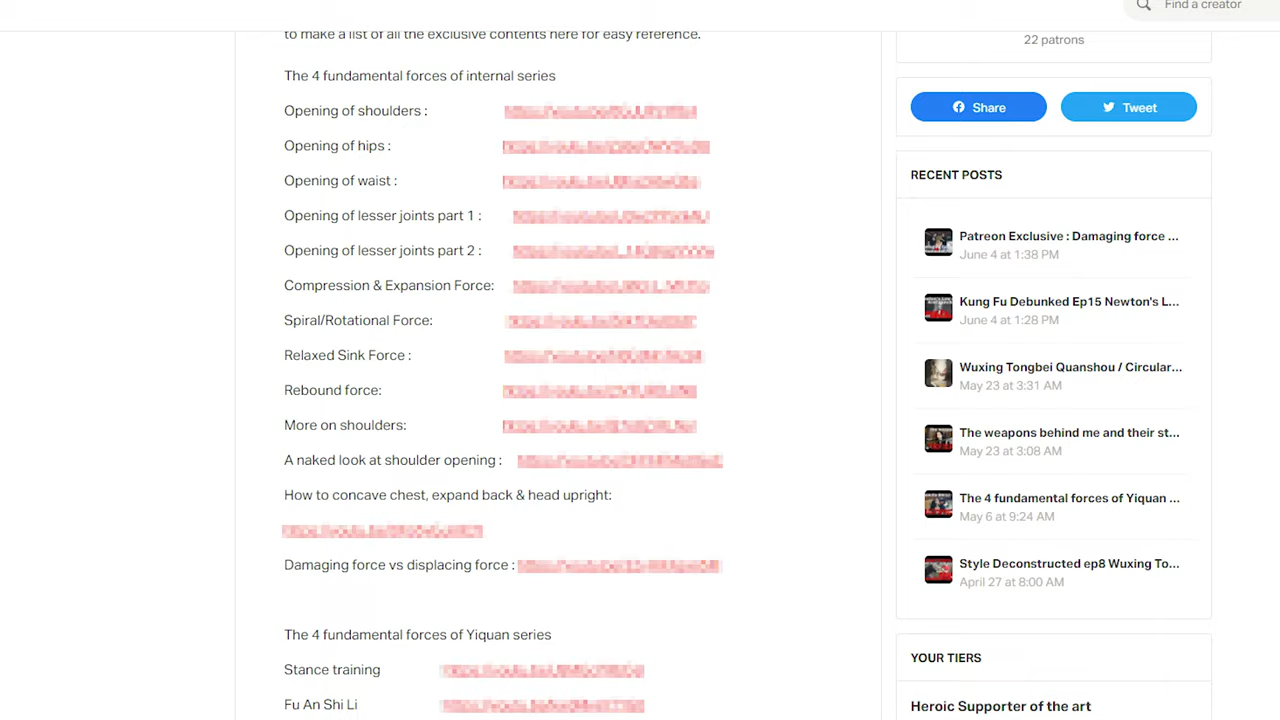 Find a creator
to make a list of all the exclusive contents here for easy reference.
The 4 fundamental forces of internal series
Opening of shoulders :
Opening of hips :
Opening of waist :
Opening of lesser joints part 1 :
Opening of lesser joints part 2 :
Compression & Expansion Force:
Spiral/Rotational Force:
Relaxed Sink Force :
Rebound force:
More on shoulders:
A naked look at shoulder opening :
How to concave chest, expand back & head upright:
Damaging force vs displacing force :
The 4 fundamental forces of Yiquan series
Stance training
Fu An Shi Li
22 patrons
Share
Tweet
RECENT POSTS
Patreon Exclusive : Damaging force ...
June 4 at 1:38 PM
Kung Fu Debunked Ep15 Newton's L...
June 4 at 1:28 PM
Wuxing Tongbei Quanshou / Circular...
May 23 at 3:31 AM
The weapons behind me and their st...
May 23 at 3:08 AM
The 4 fundamental forces of Yiquan ...
May 6 at 9:24 AM
Style Deconstructed ep8 Wuxing To...
April 27 at 8:00 AM
YOUR TIERS
Heroic Supporter of the art